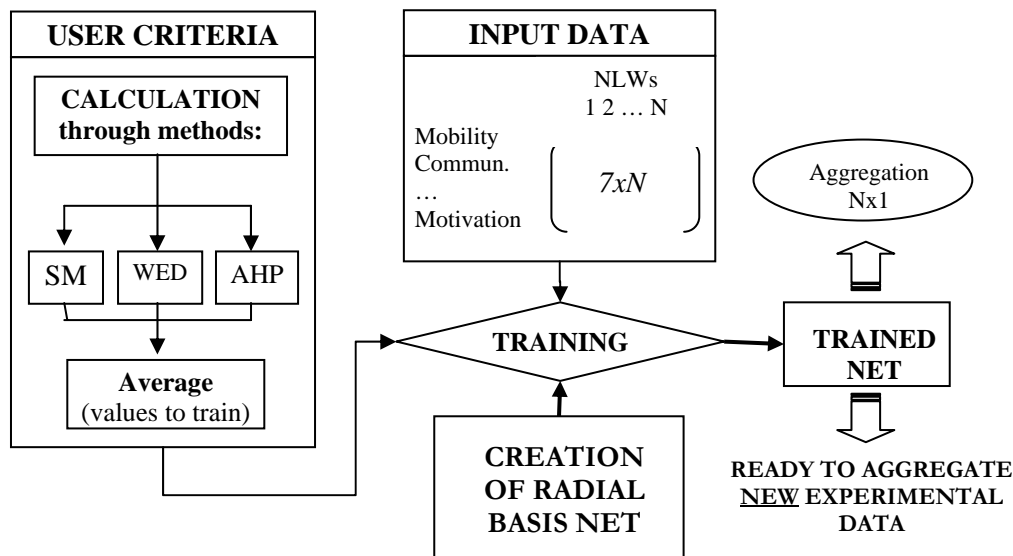 USER CRITERIA
CALCULATION
through methods:
SM
WED
AHP
Average
(values to train)
INPUT DATA
NLWs
1 2 … N
Mobility
Commun.
…
Motivation
7xN
TRAINING
CREATION
OF RADIAL
BASIS NET
Aggregation
Nx1
TRAINED
NET
READY TO AGGREGATE
NEW EXPERIMENTAL
DATA